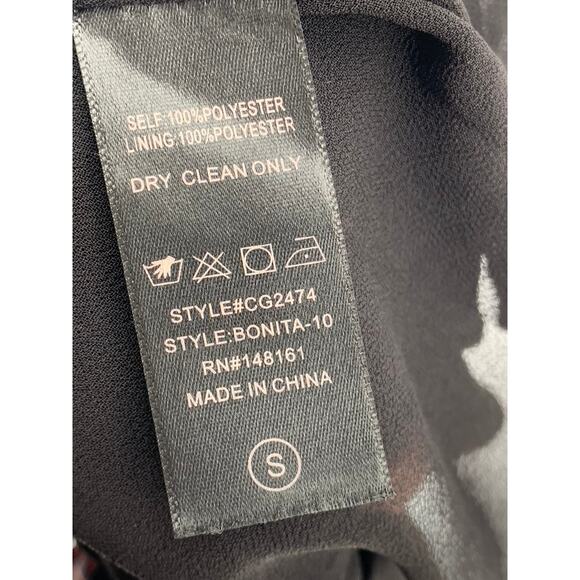 SELF:100%POLYESTER
LINING:100%POLYESTER
DRY CLEAN ONLY
STYLE#CG2474
STYLE:BONITA-10
RN#148161
MADE IN CHINA
S